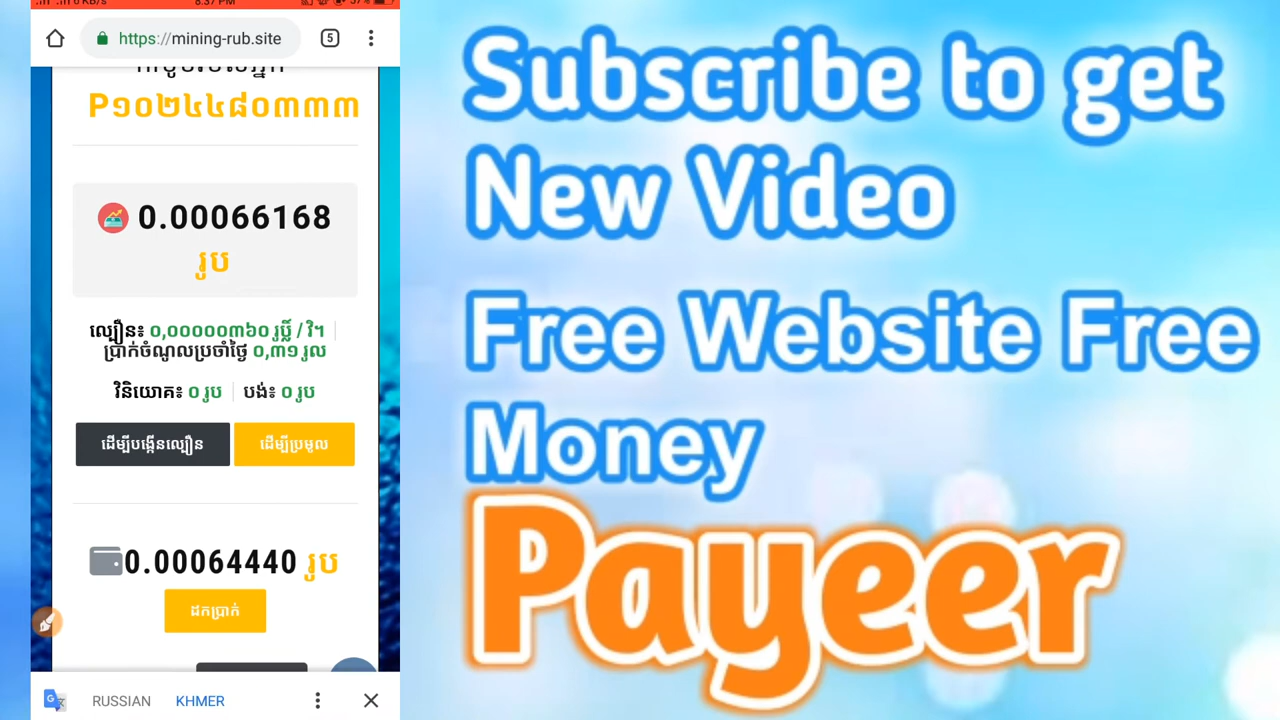 8:37 PM
https://mining-rub.site
5
P១០២៤៤៨០៣៣៣
0.00066168
រូប
ល្បឿន៖ ០,០០០០០៣៦០ រូប្លិ៍ / វិ។
ប្រាក់ចំណូលប្រចាំថ្ងៃ ០,៣១ រូល
វិនិយោគ៖ ០ រូប | បង់៖ ០ រូប
ដើម្បីបង្កើនល្បឿន
ដើម្បីប្រមូល
0.00064440 រូប
ដកប្រាក់
RUSSIAN
KHMER
Subscribe to get
New Video
Free Website Free
Money
Payeer